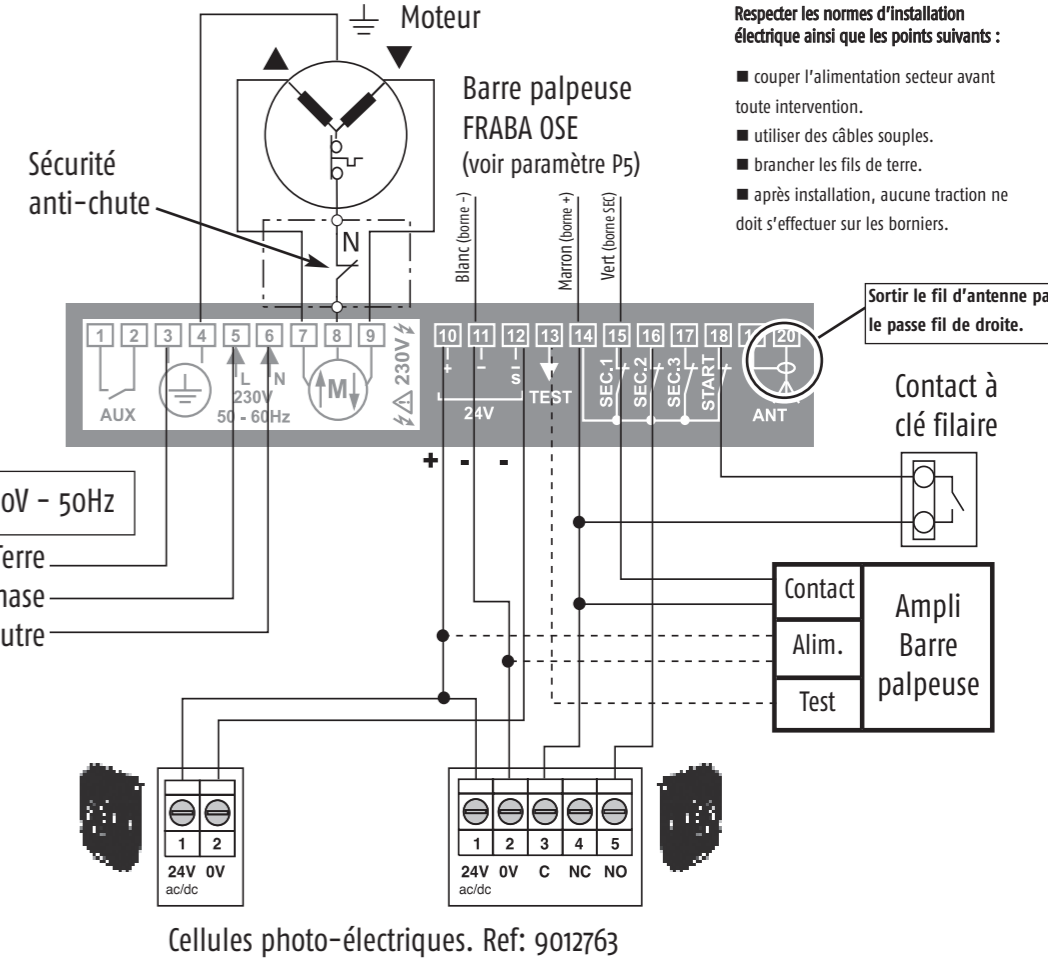 Moteur
Respecter les normes d'installation
électrique ainsi que les points suivants :
■ couper l'alimentation secteur avant
toute intervention.
■ utiliser des câbles souples.
■ brancher les fils de terre.
■ après installation, aucune traction ne
doit s'effectuer sur les borniers.
Barre palpeuse
FRABA OSE
(voir paramètre P5)
Sécurité
anti-chute
N
Blanc (borne -)
Marron (borne +)
Vert (borne SEC)
Sortir le fil d'antenne pa
le passe fil de droite.
1 2 3 4 5 6 7 8 9 10 11 12 13 14 15 16 17 18 20
AUX
L N
230V
50 - 60Hz
M
230V
+ - -
S
24V
TEST
SEC.1
SEC.2
SEC.3
START
ANT
+ - -
Contact à
clé filaire
0V - 50Hz
Terre
hase
utre
Contact
Alim.
Test
Ampli
Barre
palpeuse
1 2
24V 0V
ac/dc
1 2 3 4 5
24V 0V C NC NO
ac/dc
Cellules photo-électriques. Ref: 9012763